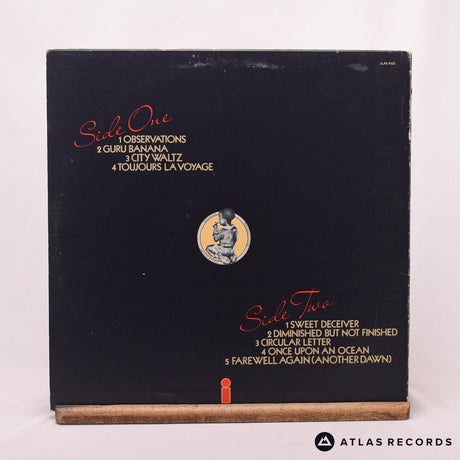 Side One
1 OBSERVATIONS
2 GURU BANANA
3 CITY WALTZ
4 TOUJOURS LA VOYAGE
Side Two
1 SWEET DECEIVER
2 DIMINISHED BUT NOT FINISHED
3 CIRCULAR LETTER
4 ONCE UPON AN OCEAN
5 FAREWELL AGAIN (ANOTHER DAWN)
i
ATLAS RECORDS